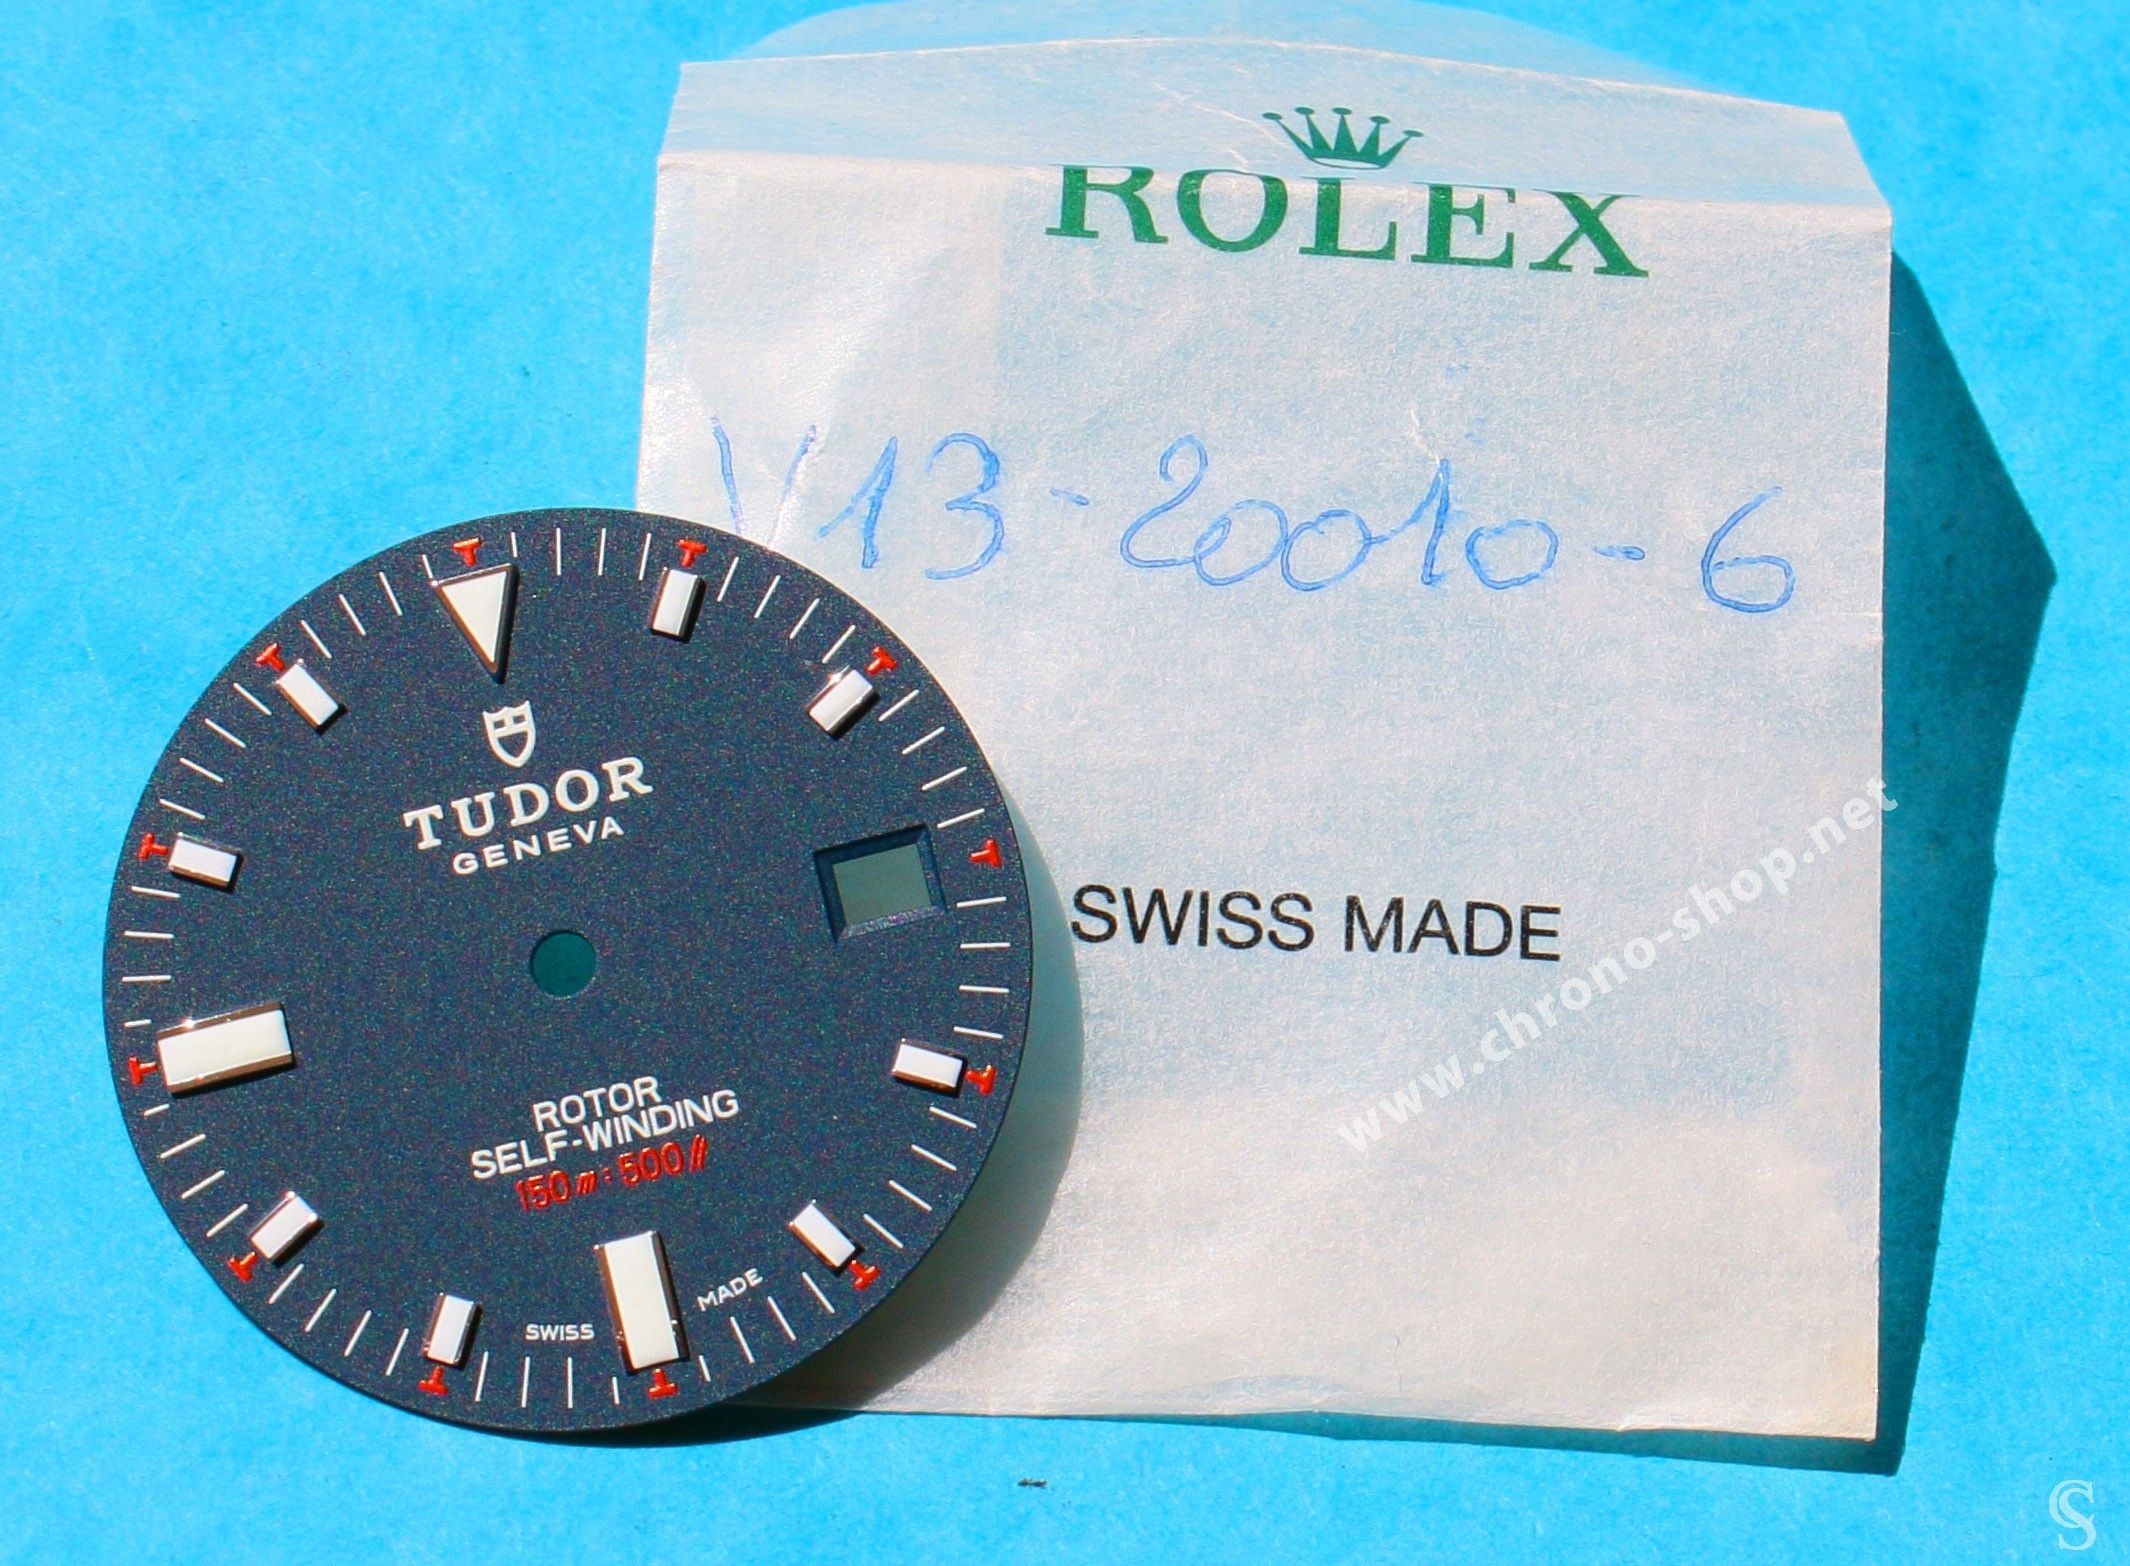 ROLEX
V13-20010-6
SWISS MADE
TUDOR
GENEVA
ROTOR
SELF-WINDING
150m:500ft
SWISS MADE
www.chrono-shop.net